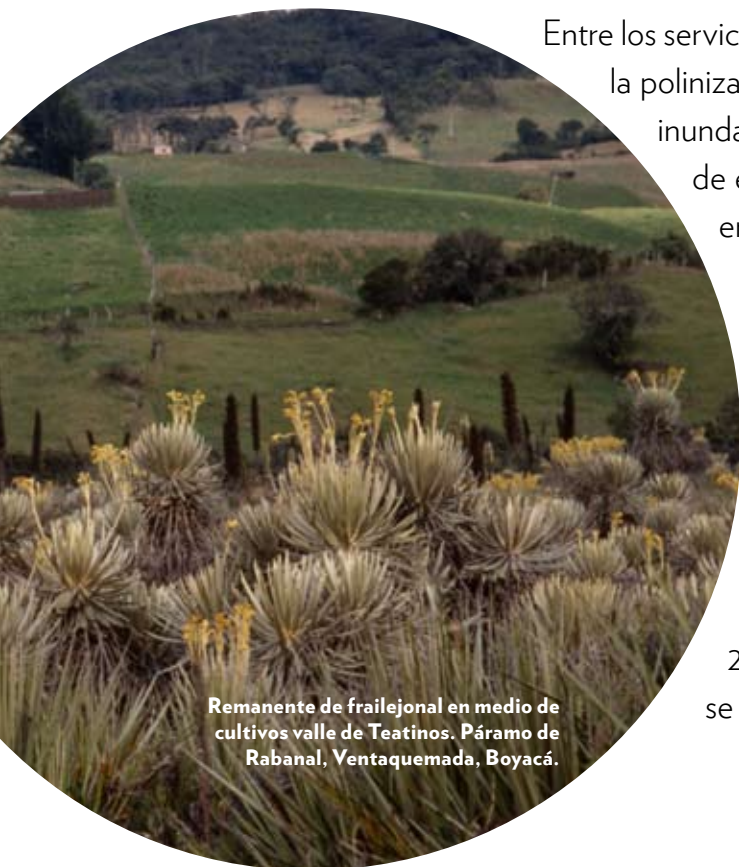 Entre los servic
la poliniza
inunda
de e
2
se
Remanente de frailejonal en medio de
cultivos valle de Teatinos. Páramo de
Rabanal, Ventaquemada, Boyacá.